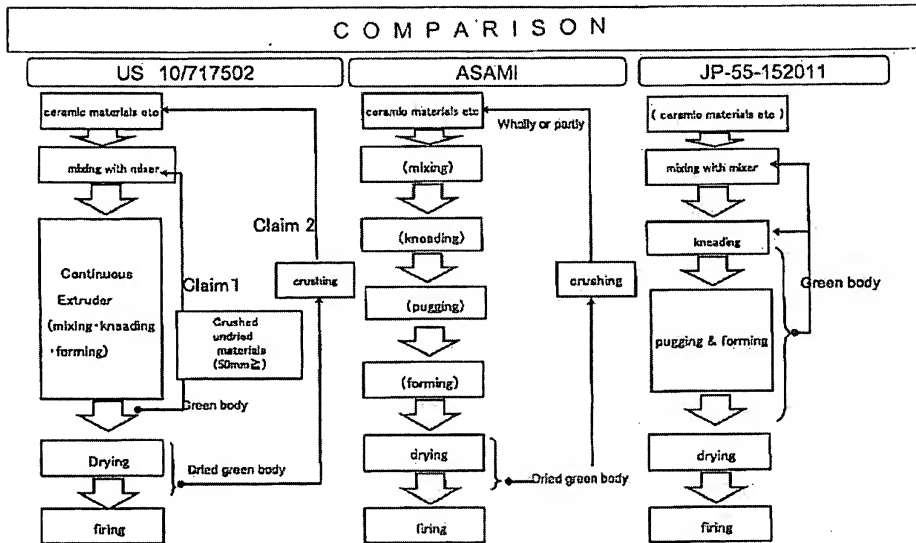 COMPARISON
US 10/717502
ceramic materials etc
mixing with mixer
Continuous
Extruder
(mixing・kneading
・forming)
Claim 2
Claim 1
crushing
Crushed
undried
materials
(50mm≧)
Green body
Drying
Dried green body
firing
ASAMI
ceramic materials etc
Wholly or partly
(mixing)
(kneading)
crushing
(pugging)
(forming)
drying
Dried green body
firing
JP-55-152011
( ceramic materials etc )
mixing with mixer
kneading
Green body
pugging & forming
drying
firing